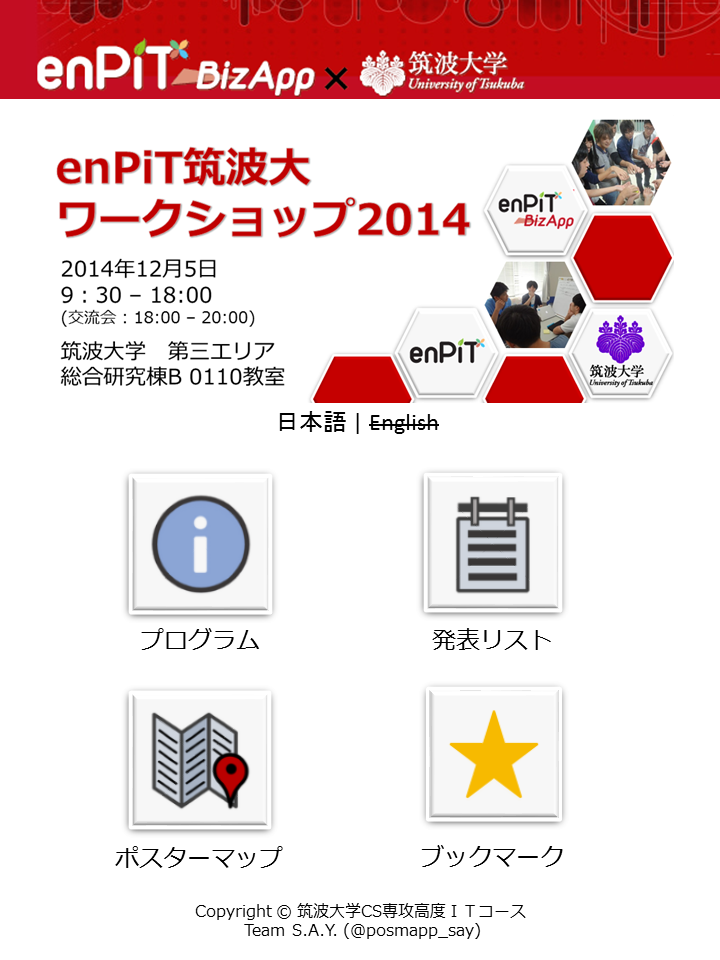 enPiT BizApp × 筑波大学
University of Tsukuba
enPiT筑波大
ワークショップ2014
enPiT
BizApp
2014年12月5日
9：30 – 18:00
(交流会：18:00 – 20:00)
筑波大学　第三エリア
総合研究棟B 0110教室
enPiT
筑波大学
University of Tsukuba
日本語 | English
プログラム
発表リスト
ポスターマップ
ブックマーク
Copyright © 筑波大学CS専攻高度ＩＴコース
Team S.A.Y. (@posmapp_say)